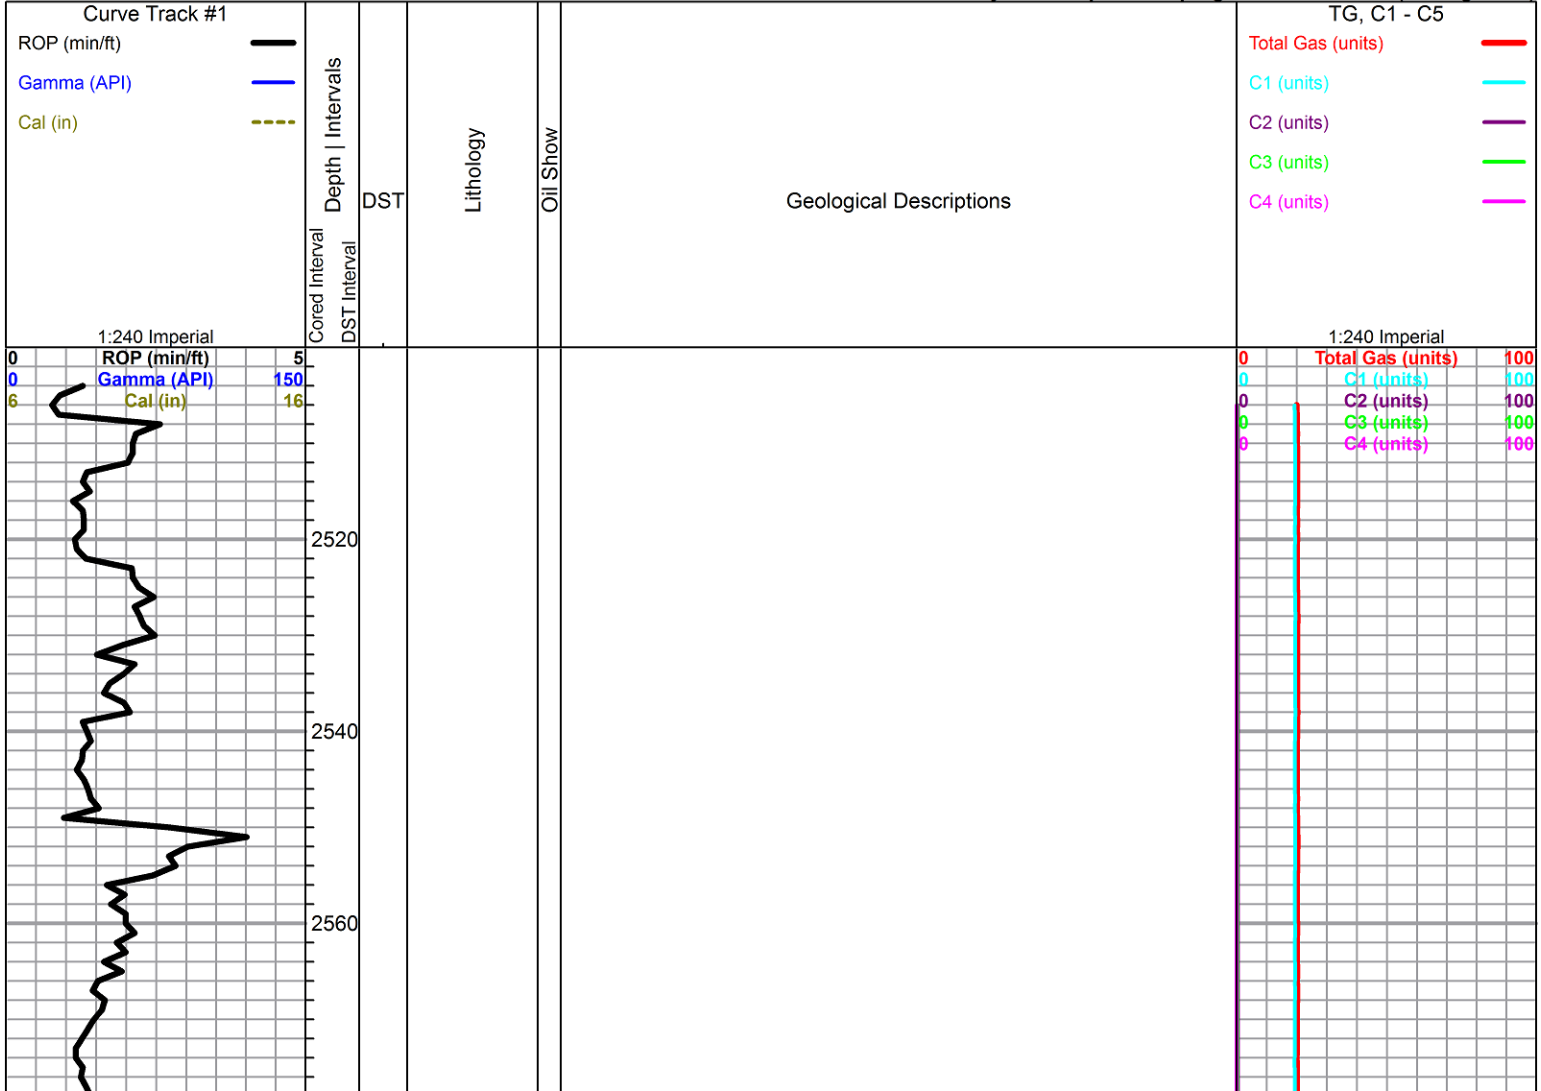 Curve Track #1
ROP (min/ft)
Gamma (API)
Cal (in)
1:240 Imperial
Cored Interval
Depth | Intervals
DST Interval
DST
Lithology
Oil Show
Geological Descriptions
TG, C1 - C5
Total Gas (units)
C1 (units)
C2 (units)
C3 (units)
C4 (units)
1:240 Imperial
0 ROP (min/ft) 5
0 Gamma (API) 150
6 Cal (in) 16
0 Total Gas (units) 100
0 C1 (units) 100
0 C2 (units) 100
0 C3 (units) 100
0 C4 (units) 100
2520
2540
2560